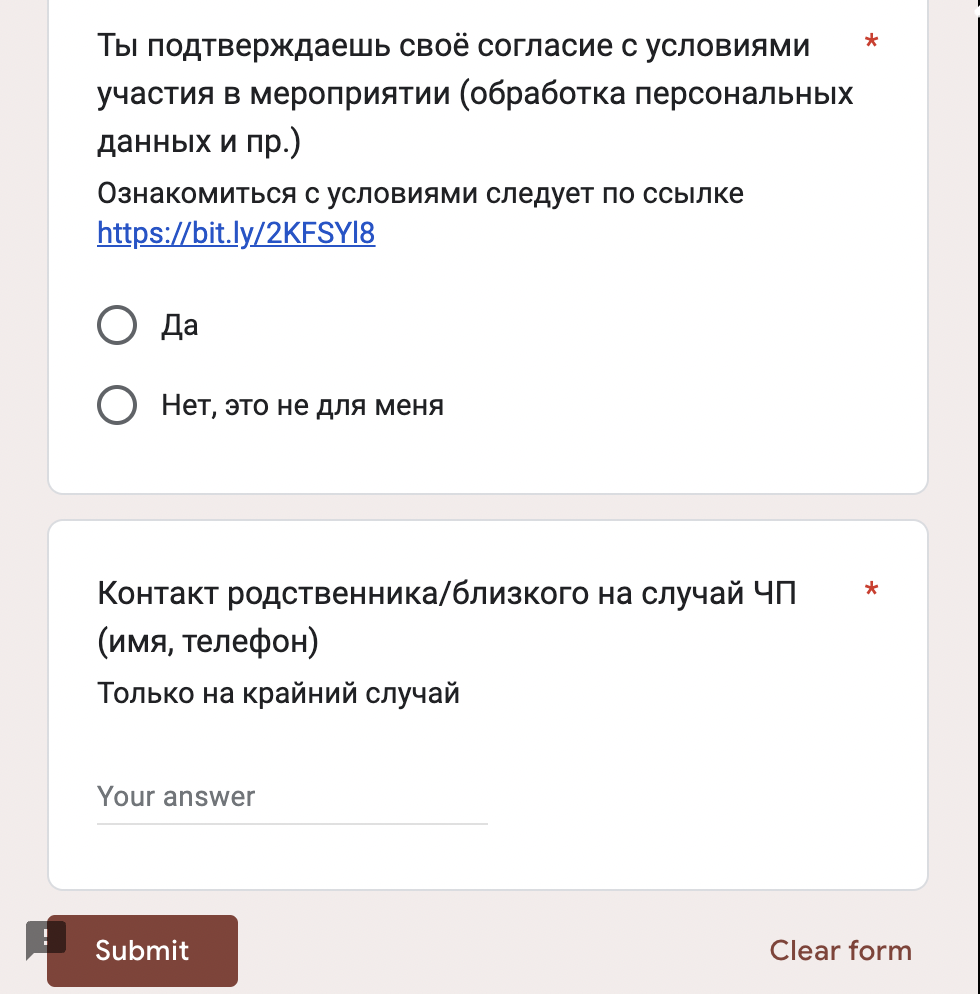 Ты подтверждаешь своё согласие с условиями *
участия в мероприятии (обработка персональных
данных и пр.)
Ознакомиться с условиями следует по ссылке
https://bit.ly/2KFSYl8
Да
Нет, это не для меня
Контакт родственника/близкого на случай ЧП *
(имя, телефон)
Только на крайний случай
Your answer
Submit
Clear form